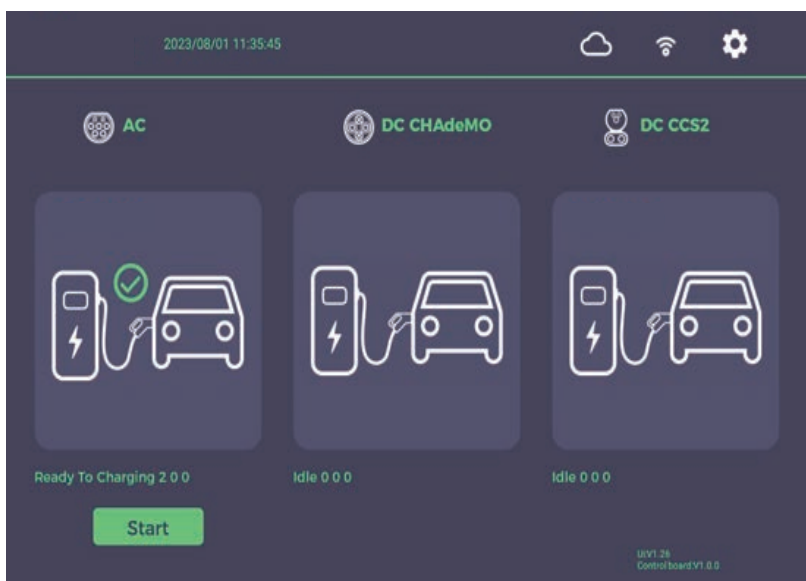 2023/08/01 11:35:45
AC
DC CHAdeMO
DC CCS2
Ready To Charging 2 0 0
Idle 0 0 0
Idle 0 0 0
Start
UI:V1.26
Control board:V1.0.0